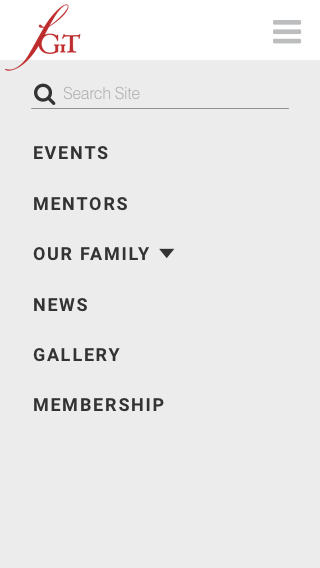 fGiT
Search Site
EVENTS
MENTORS
OUR FAMILY
NEWS
GALLERY
MEMBERSHIP